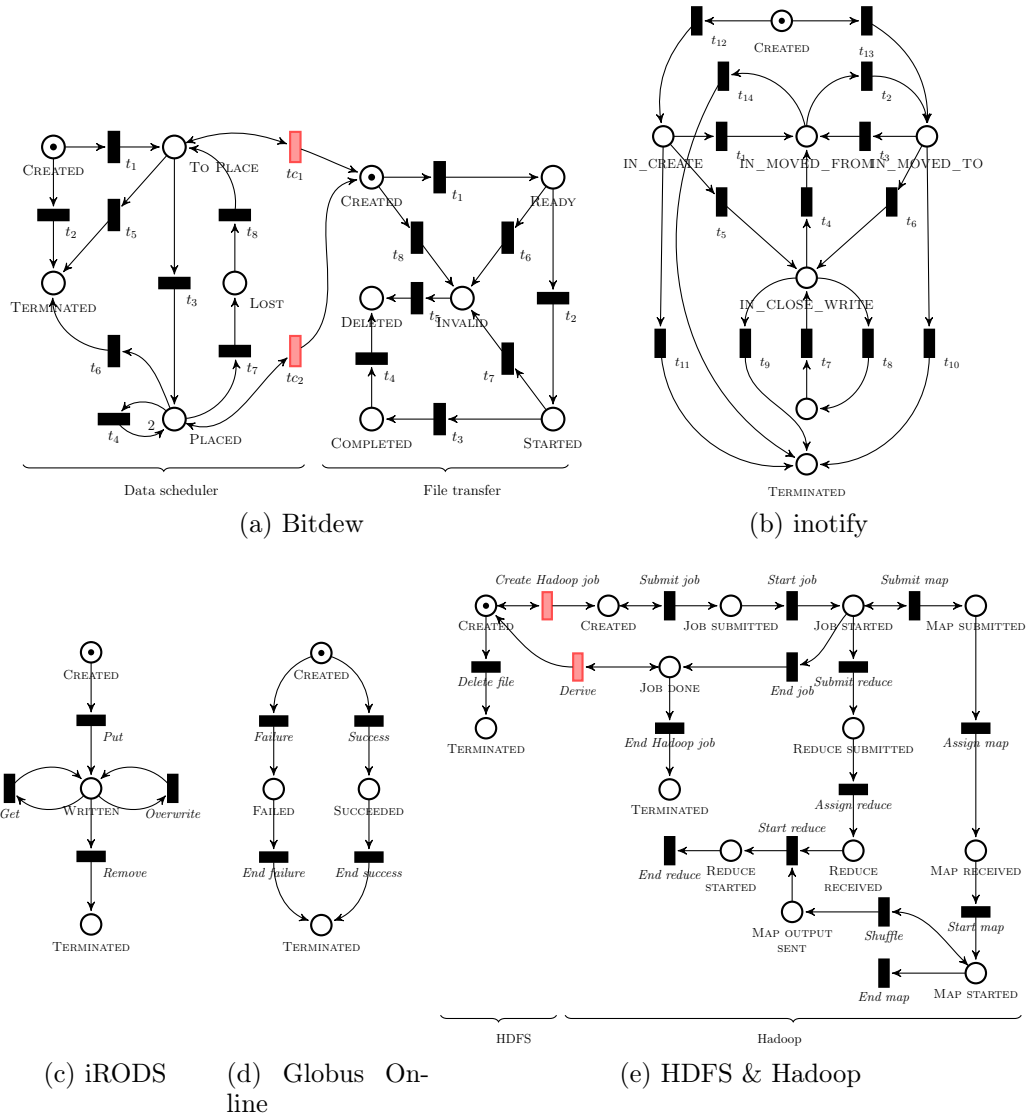 CREATED
t1
TO PLACE
tc1
t2
t5
t8
TERMINATED
t3
LOST
t6
t7
tc2
t4
2
PLACED
CREATED
t1
READY
t8
t6
DELETED
t5
INVALID
t2
t4
t7
COMPLETED
t3
STARTED
Data scheduler
File transfer
(a) Bitdew
t12
CREATED
t13
t14
t2
IN_CREATE
t1
IN_MOVED_FROM
t3
IN_MOVED_TO
t5
t4
t6
IN_CLOSE_WRITE
t11
t9
t7
t8
t10
TERMINATED
(b) inotify
CREATED
Put
Get
WRITTEN
Overwrite
Remove
TERMINATED
(c) iRODS
CREATED
Failure
Success
FAILED
SUCCEEDED
End failure
End success
TERMINATED
(d) Globus On-
line
Create Hadoop job
Submit job
Start job
Submit map
CREATED
CREATED
JOB SUBMITTED
JOB STARTED
MAP SUBMITTED
Delete file
Derive
JOB DONE
End job
Submit reduce
TERMINATED
End Hadoop job
REDUCE SUBMITTED
Assign map
TERMINATED
Assign reduce
Start reduce
End reduce
REDUCE
STARTED
REDUCE
RECEIVED
MAP RECEIVED
MAP OUTPUT
SENT
Shuffle
Start map
End map
MAP STARTED
HDFS
Hadoop
(e) HDFS & Hadoop